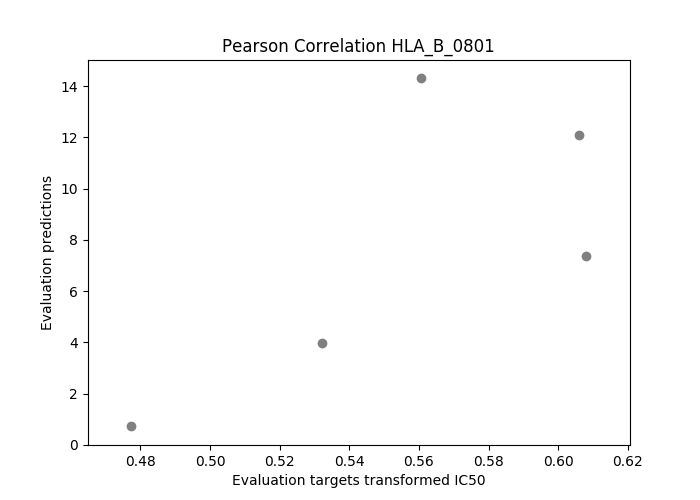 Pearson Correlation HLA_B_0801
Evaluation predictions
14
12
10
8
6
4
2
0
0.48 0.50 0.52 0.54 0.56 0.58 0.60 0.62
Evaluation targets transformed IC50